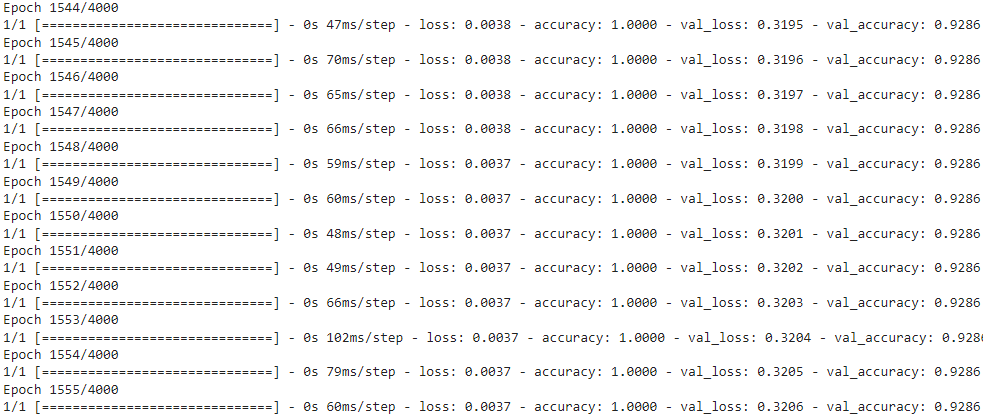 Epoch 1544/4000
1/1 [==============================] - 0s 47ms/step - loss: 0.0038 - accuracy: 1.0000 - val_loss: 0.3195 - val_accuracy: 0.9286
Epoch 1545/4000
1/1 [==============================] - 0s 70ms/step - loss: 0.0038 - accuracy: 1.0000 - val_loss: 0.3196 - val_accuracy: 0.9286
Epoch 1546/4000
1/1 [==============================] - 0s 65ms/step - loss: 0.0038 - accuracy: 1.0000 - val_loss: 0.3197 - val_accuracy: 0.9286
Epoch 1547/4000
1/1 [==============================] - 0s 66ms/step - loss: 0.0038 - accuracy: 1.0000 - val_loss: 0.3198 - val_accuracy: 0.9286
Epoch 1548/4000
1/1 [==============================] - 0s 59ms/step - loss: 0.0037 - accuracy: 1.0000 - val_loss: 0.3199 - val_accuracy: 0.9286
Epoch 1549/4000
1/1 [==============================] - 0s 60ms/step - loss: 0.0037 - accuracy: 1.0000 - val_loss: 0.3200 - val_accuracy: 0.9286
Epoch 1550/4000
1/1 [==============================] - 0s 48ms/step - loss: 0.0037 - accuracy: 1.0000 - val_loss: 0.3201 - val_accuracy: 0.9286
Epoch 1551/4000
1/1 [==============================] - 0s 49ms/step - loss: 0.0037 - accuracy: 1.0000 - val_loss: 0.3202 - val_accuracy: 0.9286
Epoch 1552/4000
1/1 [==============================] - 0s 66ms/step - loss: 0.0037 - accuracy: 1.0000 - val_loss: 0.3203 - val_accuracy: 0.9286
Epoch 1553/4000
1/1 [==============================] - 0s 102ms/step - loss: 0.0037 - accuracy: 1.0000 - val_loss: 0.3204 - val_accuracy: 0.9286
Epoch 1554/4000
1/1 [==============================] - 0s 79ms/step - loss: 0.0037 - accuracy: 1.0000 - val_loss: 0.3205 - val_accuracy: 0.9286
Epoch 1555/4000
1/1 [==============================] - 0s 60ms/step - loss: 0.0037 - accuracy: 1.0000 - val_loss: 0.3206 - val_accuracy: 0.9286